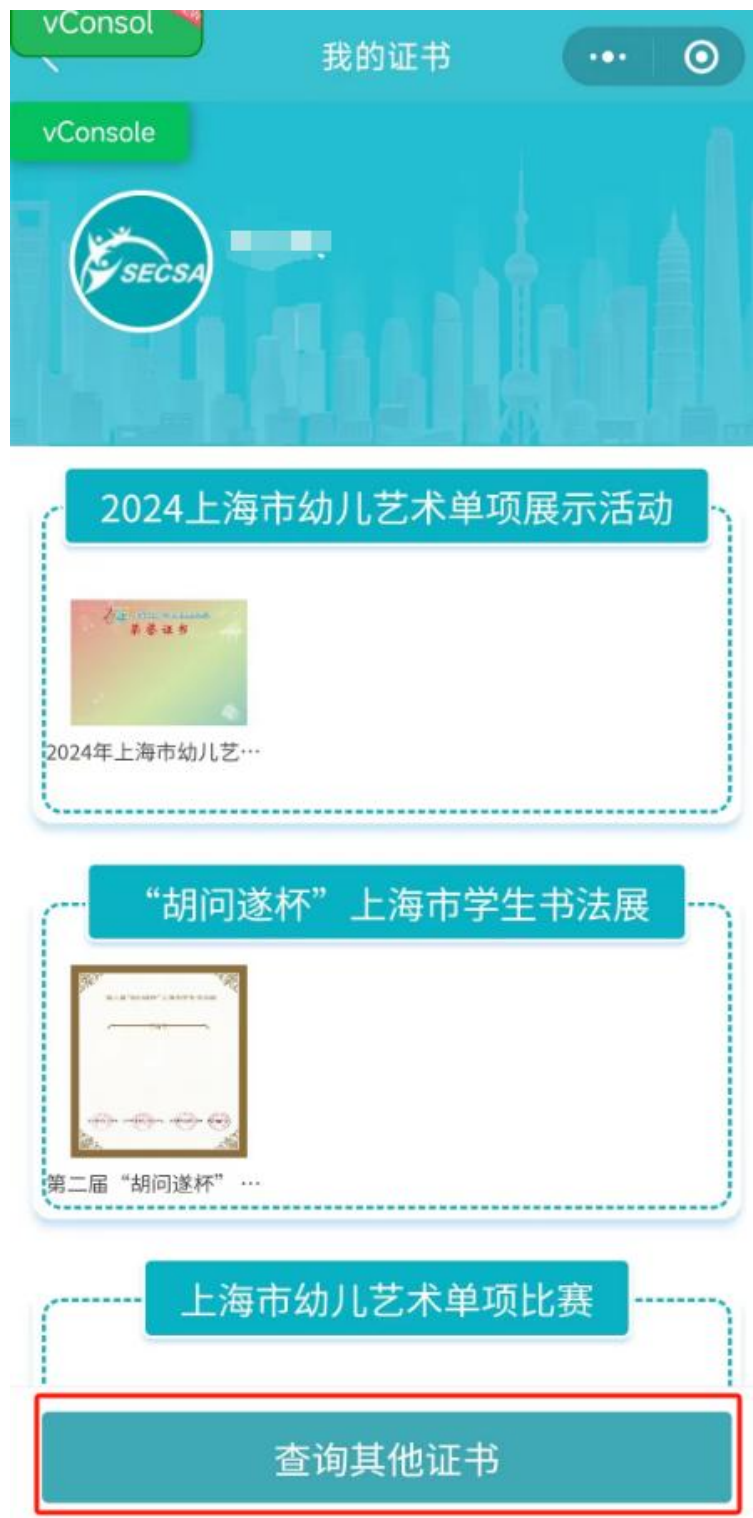 vConsol
我的证书
vConsole
SECSA
2024上海市幼儿艺术单项展示活动
荣誉证书
2024年上海市幼儿艺…
“胡问遂杯”上海市学生书法展
第二届“胡问遂杯” …
上海市幼儿艺术单项比赛
查询其他证书